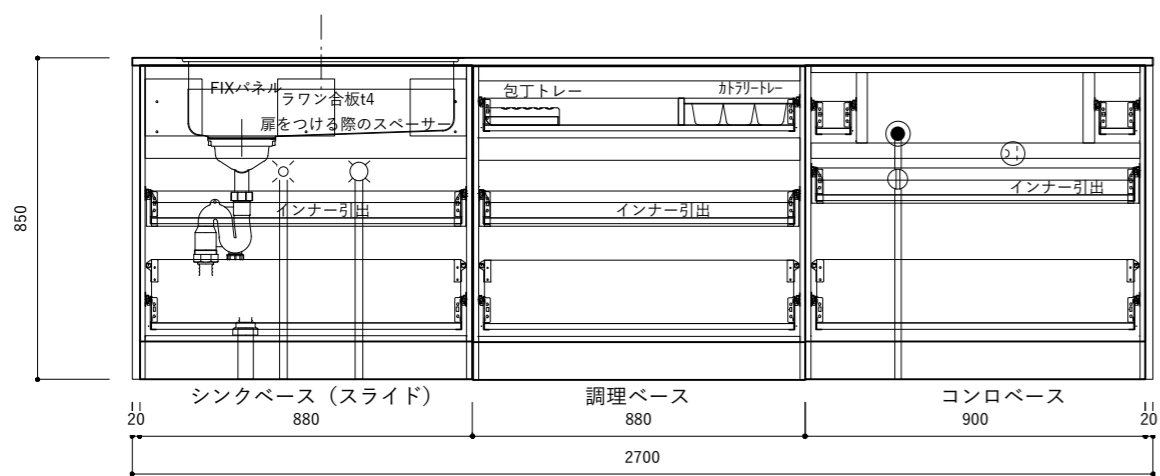 FIXパネル
ラワン合板t4
扉をつける際のスペーサー
包丁トレー
ｶﾄﾗﾘｰﾄﾚｰ
インナー引出
インナー引出
インナー引出
850
シンクベース（スライド）
調理ベース
コンロベース
20
880
880
900
20
2700